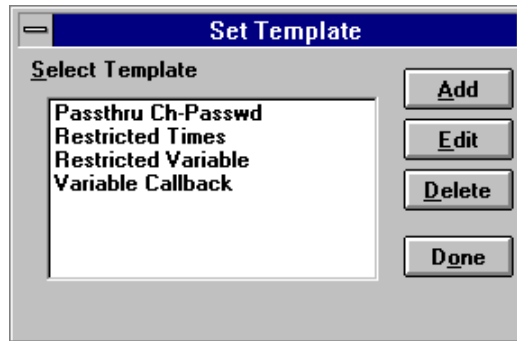 Set Template
Select Template
Passthru Ch-Passwd
Restricted Times
Restricted Variable
Variable Callback
Add
Edit
Delete
Done